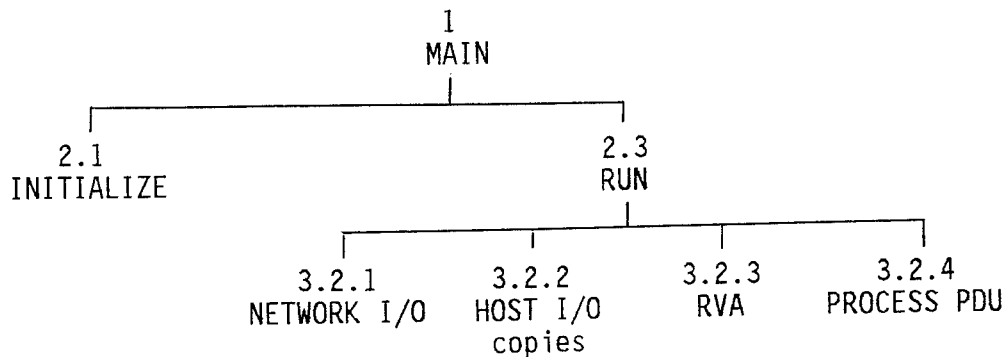 1
MAIN
2.1
INITIALIZE
2.3
RUN
3.2.1
NETWORK I/O
3.2.2
HOST I/O
copies
3.2.3
RVA
3.2.4
PROCESS PDU